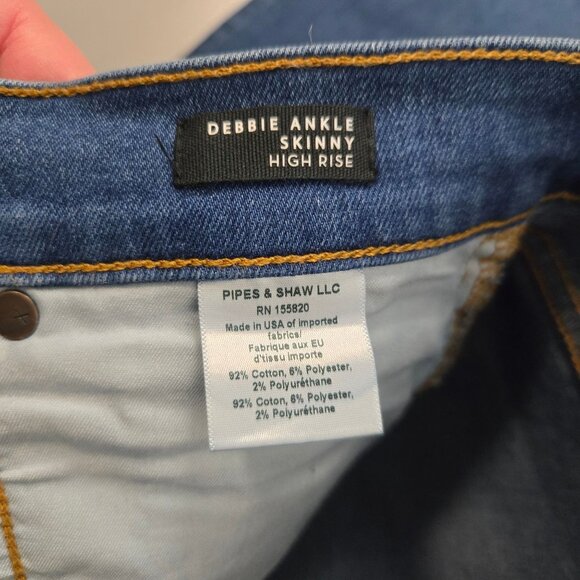 DEBBIE ANKLE
SKINNY
HIGH RISE
PIPES & SHAW LLC
RN 155820
Made in USA of imported
fabrics/
Fabrique aux EU
d'tissu importe
92% Cotton, 6% Polyester,
2% Polyuréthane
92% Coton, 6% Polyester,
2% Polyuréthane